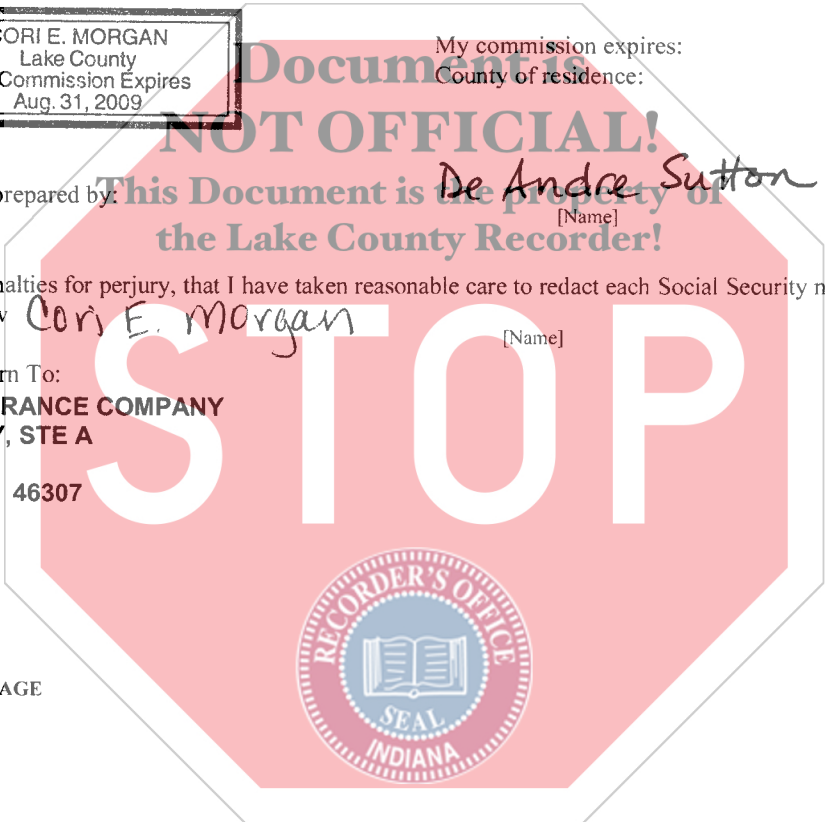 CORI E. MORGAN
Lake County
Commission Expires
Aug. 31, 2009
My commission expires:
County of residence:
Document is
NOT OFFICIAL!
This Document is the property of
the Lake County Recorder!
prepared by:
De Andre Sutton
[Name]
alties for perjury, that I have taken reasonable care to redact each Social Security n
Cori E. Morgan
[Name]
rn To:
RANCE COMPANY
, STE A
46307
STOP
RECORDER'S OFFICE
SEAL
INDIANA
AGE